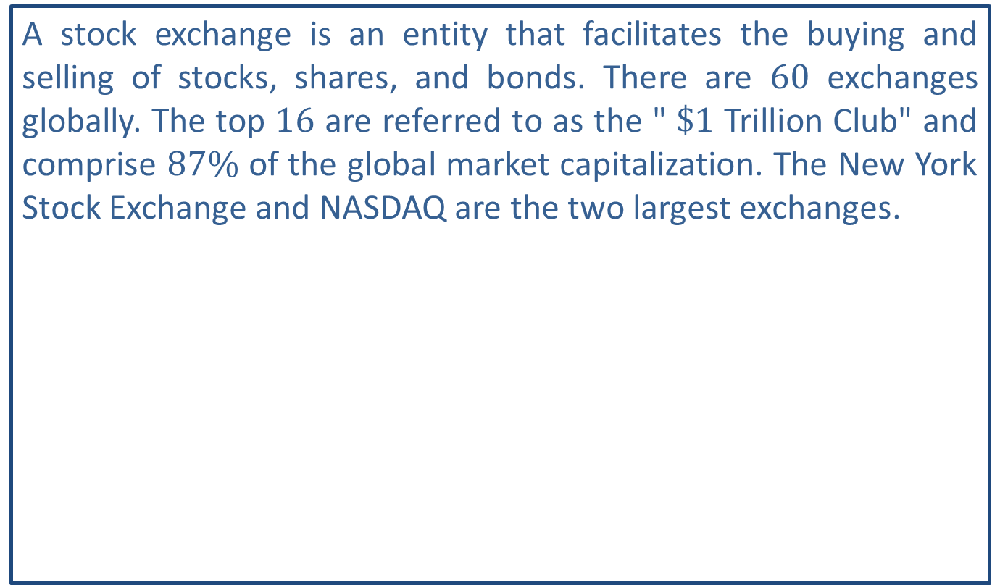 A stock exchange is an entity that facilitates the buying and
selling of stocks, shares, and bonds. There are 60 exchanges
globally. The top 16 are referred to as the " $1 Trillion Club" and
comprise 87% of the global market capitalization. The New York
Stock Exchange and NASDAQ are the two largest exchanges.